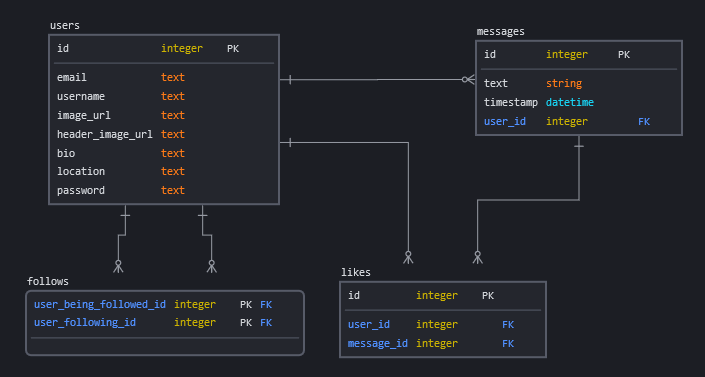 users
id integer PK
email text
username text
image_url text
header_image_url text
bio text
location text
password text
messages
id integer PK
text string
timestamp datetime
user_id integer FK
follows
user_being_followed_id integer PK FK
user_following_id integer PK FK
likes
id integer PK
user_id integer FK
message_id integer FK